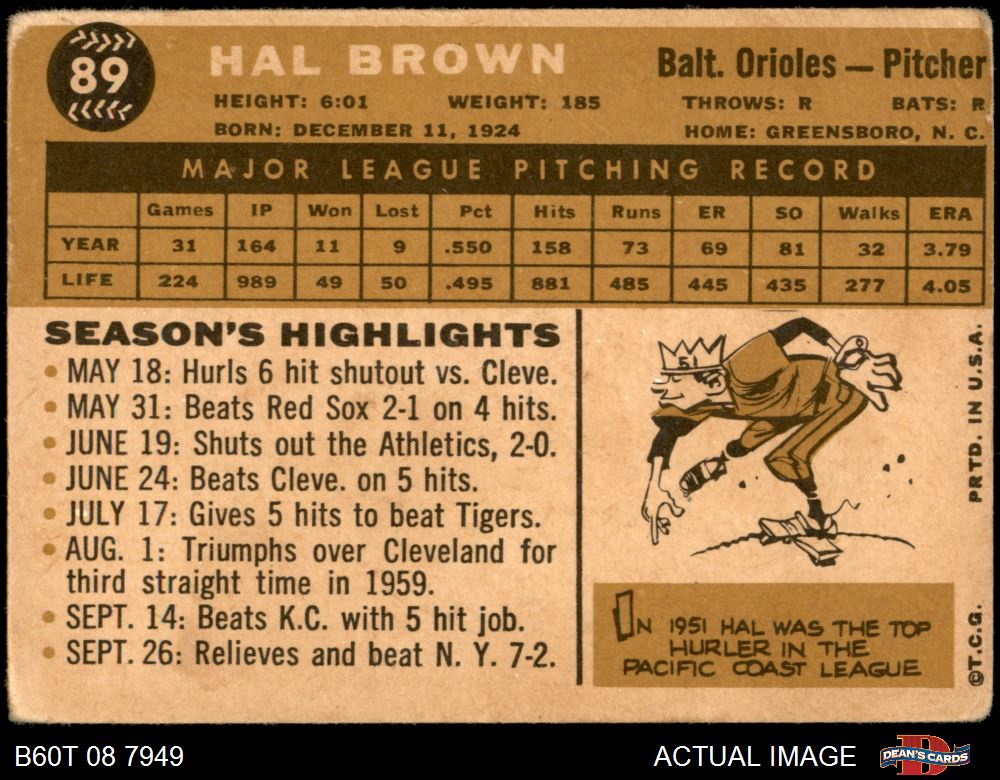 89
HAL BROWN
Balt. Orioles — Pitcher
HEIGHT: 6:01 WEIGHT: 185 THROWS: R BATS: R
BORN: DECEMBER 11, 1924 HOME: GREENSBORO, N. C.
MAJOR LEAGUE PITCHING RECORD
Games IP Won Lost Pct Hits Runs ER SO Walks ERA
YEAR 31 164 11 9 .550 158 73 69 81 32 3.79
LIFE 224 989 49 50 .495 881 485 445 435 277 4.05
SEASON'S HIGHLIGHTS
• MAY 18: Hurls 6 hit shutout vs. Cleve.
• MAY 31: Beats Red Sox 2-1 on 4 hits.
• JUNE 19: Shuts out the Athletics, 2-0.
• JUNE 24: Beats Cleve. on 5 hits.
• JULY 17: Gives 5 hits to beat Tigers.
• AUG. 1: Triumphs over Cleveland for
third straight time in 1959.
• SEPT. 14: Beats K.C. with 5 hit job.
• SEPT. 26: Relieves and beat N. Y. 7-2.
51
IN 1951 HAL WAS THE TOP
HURLER IN THE
PACIFIC COAST LEAGUE
©T.C.G. PRTD. IN U.S.A.
B60T 08 7949 ACTUAL IMAGE
DEAN'S CARDS